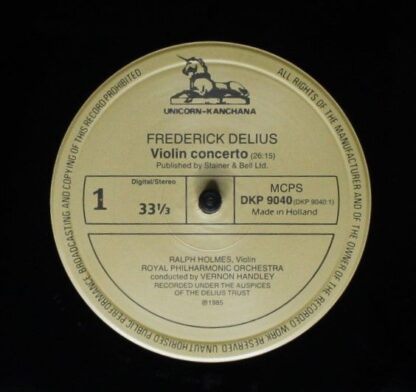 UNICORN-KANCHANA
FREDERICK DELIUS
Violin concerto (26:15)
Published by Stainer & Bell Ltd.
1
Digital/Stereo
33⅓
MCPS
DKP 9040 (DKP 9040:1)
Made in Holland
RALPH HOLMES, Violin
ROYAL PHILHARMONIC ORCHESTRA
conducted by VERNON HANDLEY
RECORDED UNDER THE AUSPICES
OF THE DELIUS TRUST
℗1985
ALL RIGHTS OF THE MANUFACTURER AND OF THE OWNER OF THE RECORDED WORK RESERVED UNAUTHORISED PUBLIC PERFORMANCE BROADCASTING AND COPYING OF THIS RECORD PROHIBITED